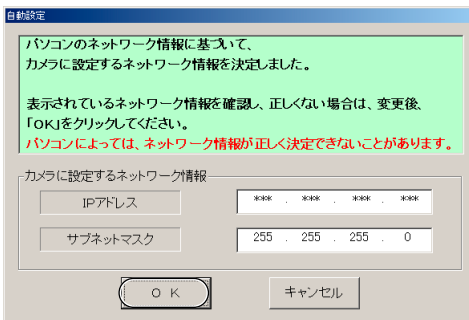 自動設定
パソコンのネットワーク情報に基づいて、
カメラに設定するネットワーク情報を決定しました。
表示されているネットワーク情報を確認し、正しくない場合は、変更後、
「OK」をクリックしてください。
パソコンによっては、ネットワーク情報が正しく決定できないことがあります。
カメラに設定するネットワーク情報
IPアドレス *** . *** . *** . ***
サブネットマスク 255 . 255 . 255 . 0
ＯＫ キャンセル